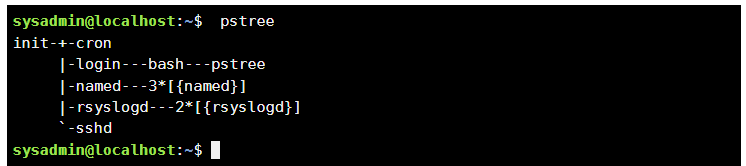 sysadmin@localhost:~$  pstree
init-+-cron
     |-login---bash---pstree
     |-named---3*[{named}]
     |-rsyslogd---2*[{rsyslogd}]
     `-sshd
sysadmin@localhost:~$